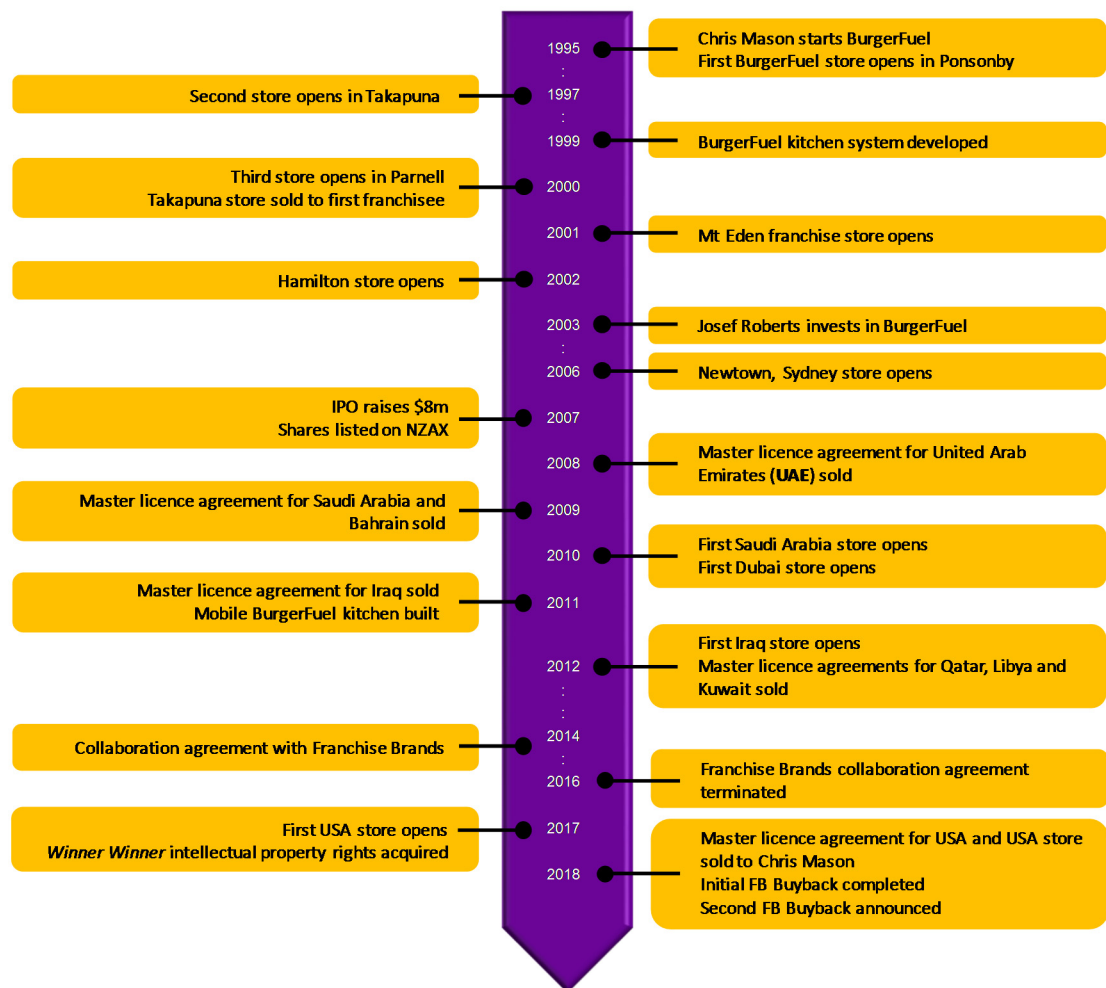 1995
Chris Mason starts BurgerFuel
First BurgerFuel store opens in Ponsonby
:
Second store opens in Takapuna
1997
:
1999
BurgerFuel kitchen system developed
Third store opens in Parnell
Takapuna store sold to first franchisee
2000
2001
Mt Eden franchise store opens
Hamilton store opens
2002
2003
Josef Roberts invests in BurgerFuel
:
2006
Newtown, Sydney store opens
IPO raises $8m
Shares listed on NZAX
2007
2008
Master licence agreement for United Arab
Emirates (UAE) sold
Master licence agreement for Saudi Arabia and
Bahrain sold
2009
2010
First Saudi Arabia store opens
First Dubai store opens
Master licence agreement for Iraq sold
Mobile BurgerFuel kitchen built
2011
2012
First Iraq store opens
Master licence agreements for Qatar, Libya and
Kuwait sold
:
:
Collaboration agreement with Franchise Brands
2014
:
2016
Franchise Brands collaboration agreement
terminated
First USA store opens
Winner Winner intellectual property rights acquired
2017
2018
Master licence agreement for USA and USA store
sold to Chris Mason
Initial FB Buyback completed
Second FB Buyback announced